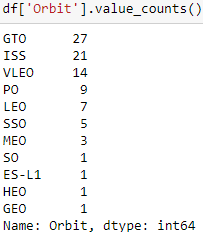 df['Orbit'].value_counts()
GTO 27
ISS 21
VLEO 14
PO 9
LEO 7
SSO 5
MEO 3
SO 1
ES-L1 1
HEO 1
GEO 1
Name: Orbit, dtype: int64